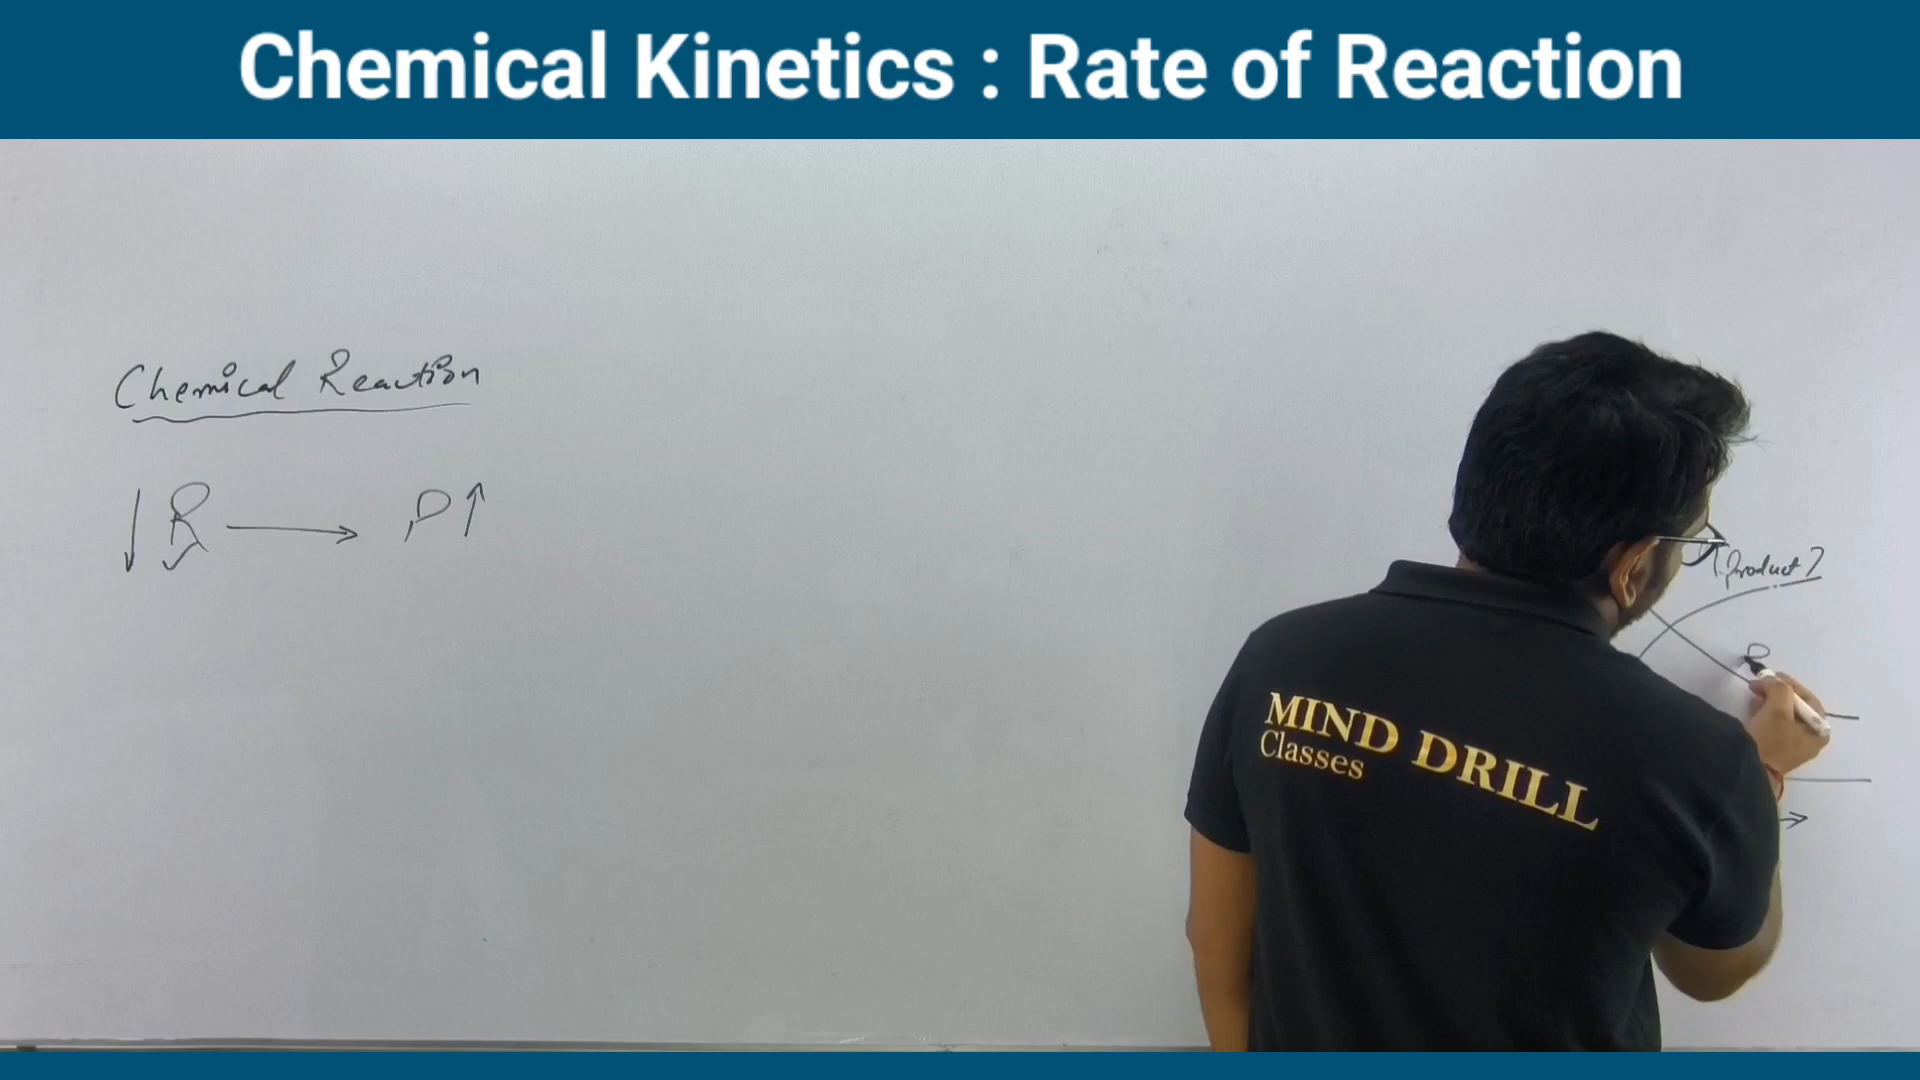 Chemical Kinetics : Rate of Reaction
Chemical Reaction
↓ R → P ↑
(Product)
R
MIND DRILL
Classes